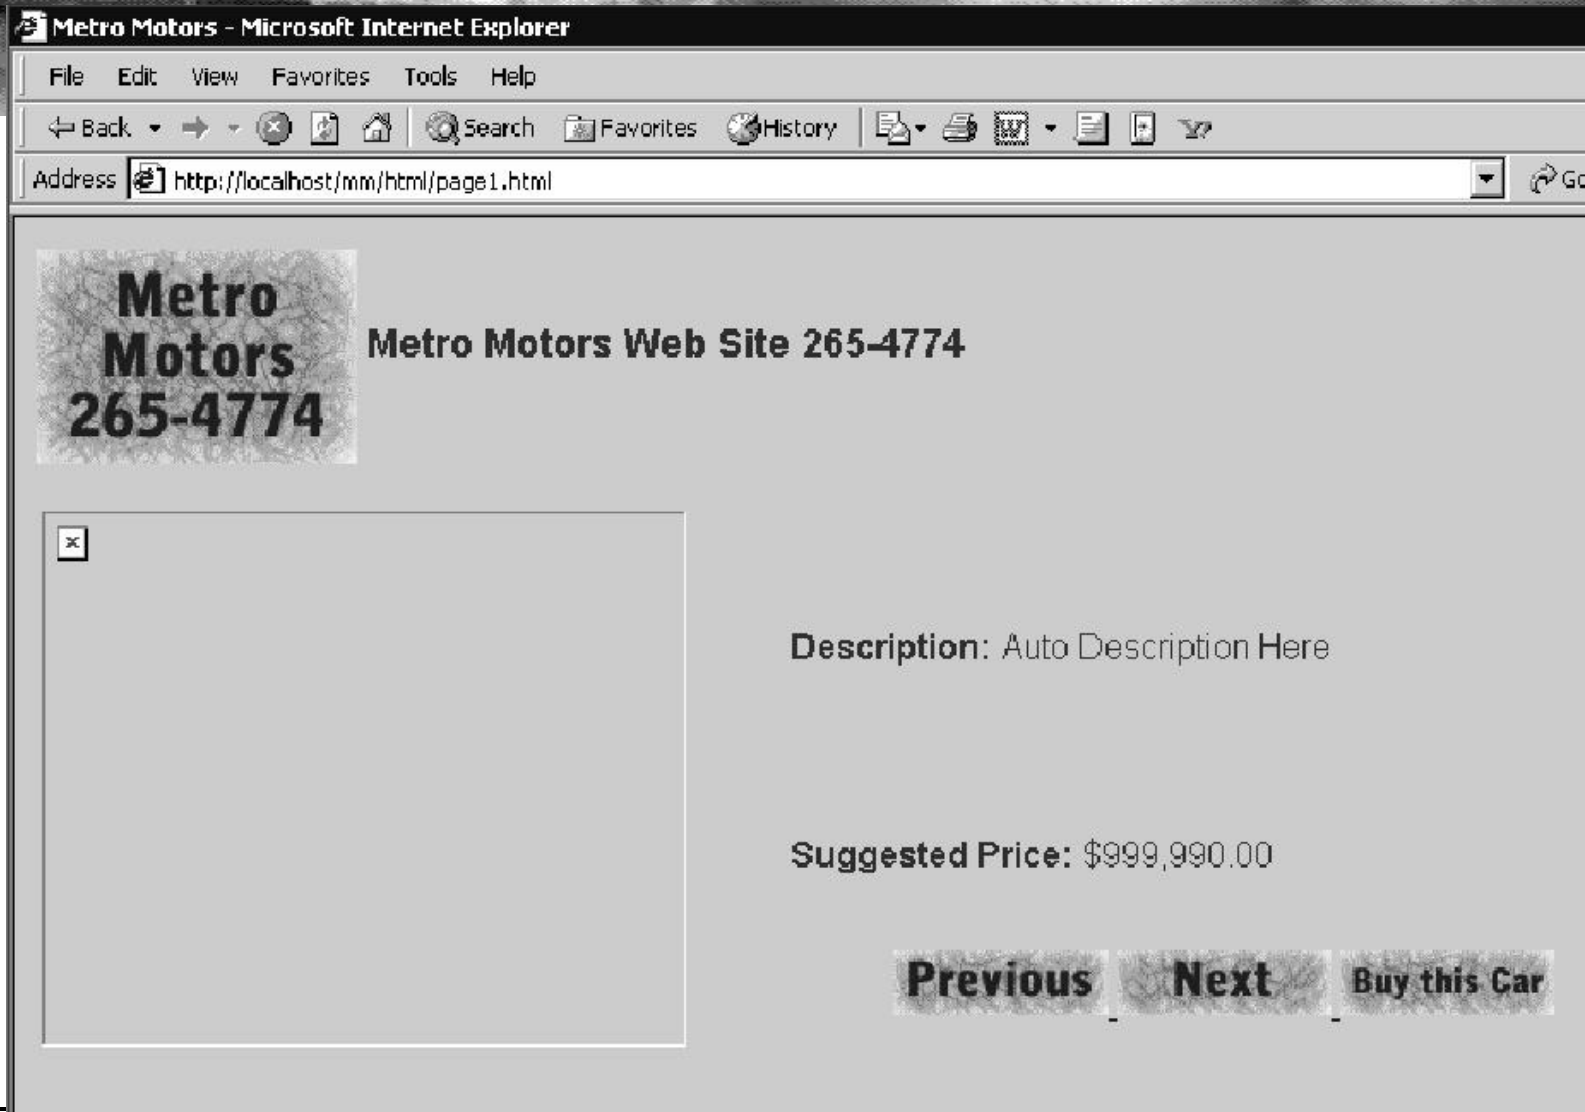 Metro Motors - Microsoft Internet Explorer
File Edit View Favorites Tools Help
Back Search Favorites History
Address http://localhost/mm/html/page1.html
Metro
Motors
265-4774
Metro Motors Web Site 265-4774
Description: Auto Description Here
Suggested Price: $999,990.00
Previous Next Buy this Car